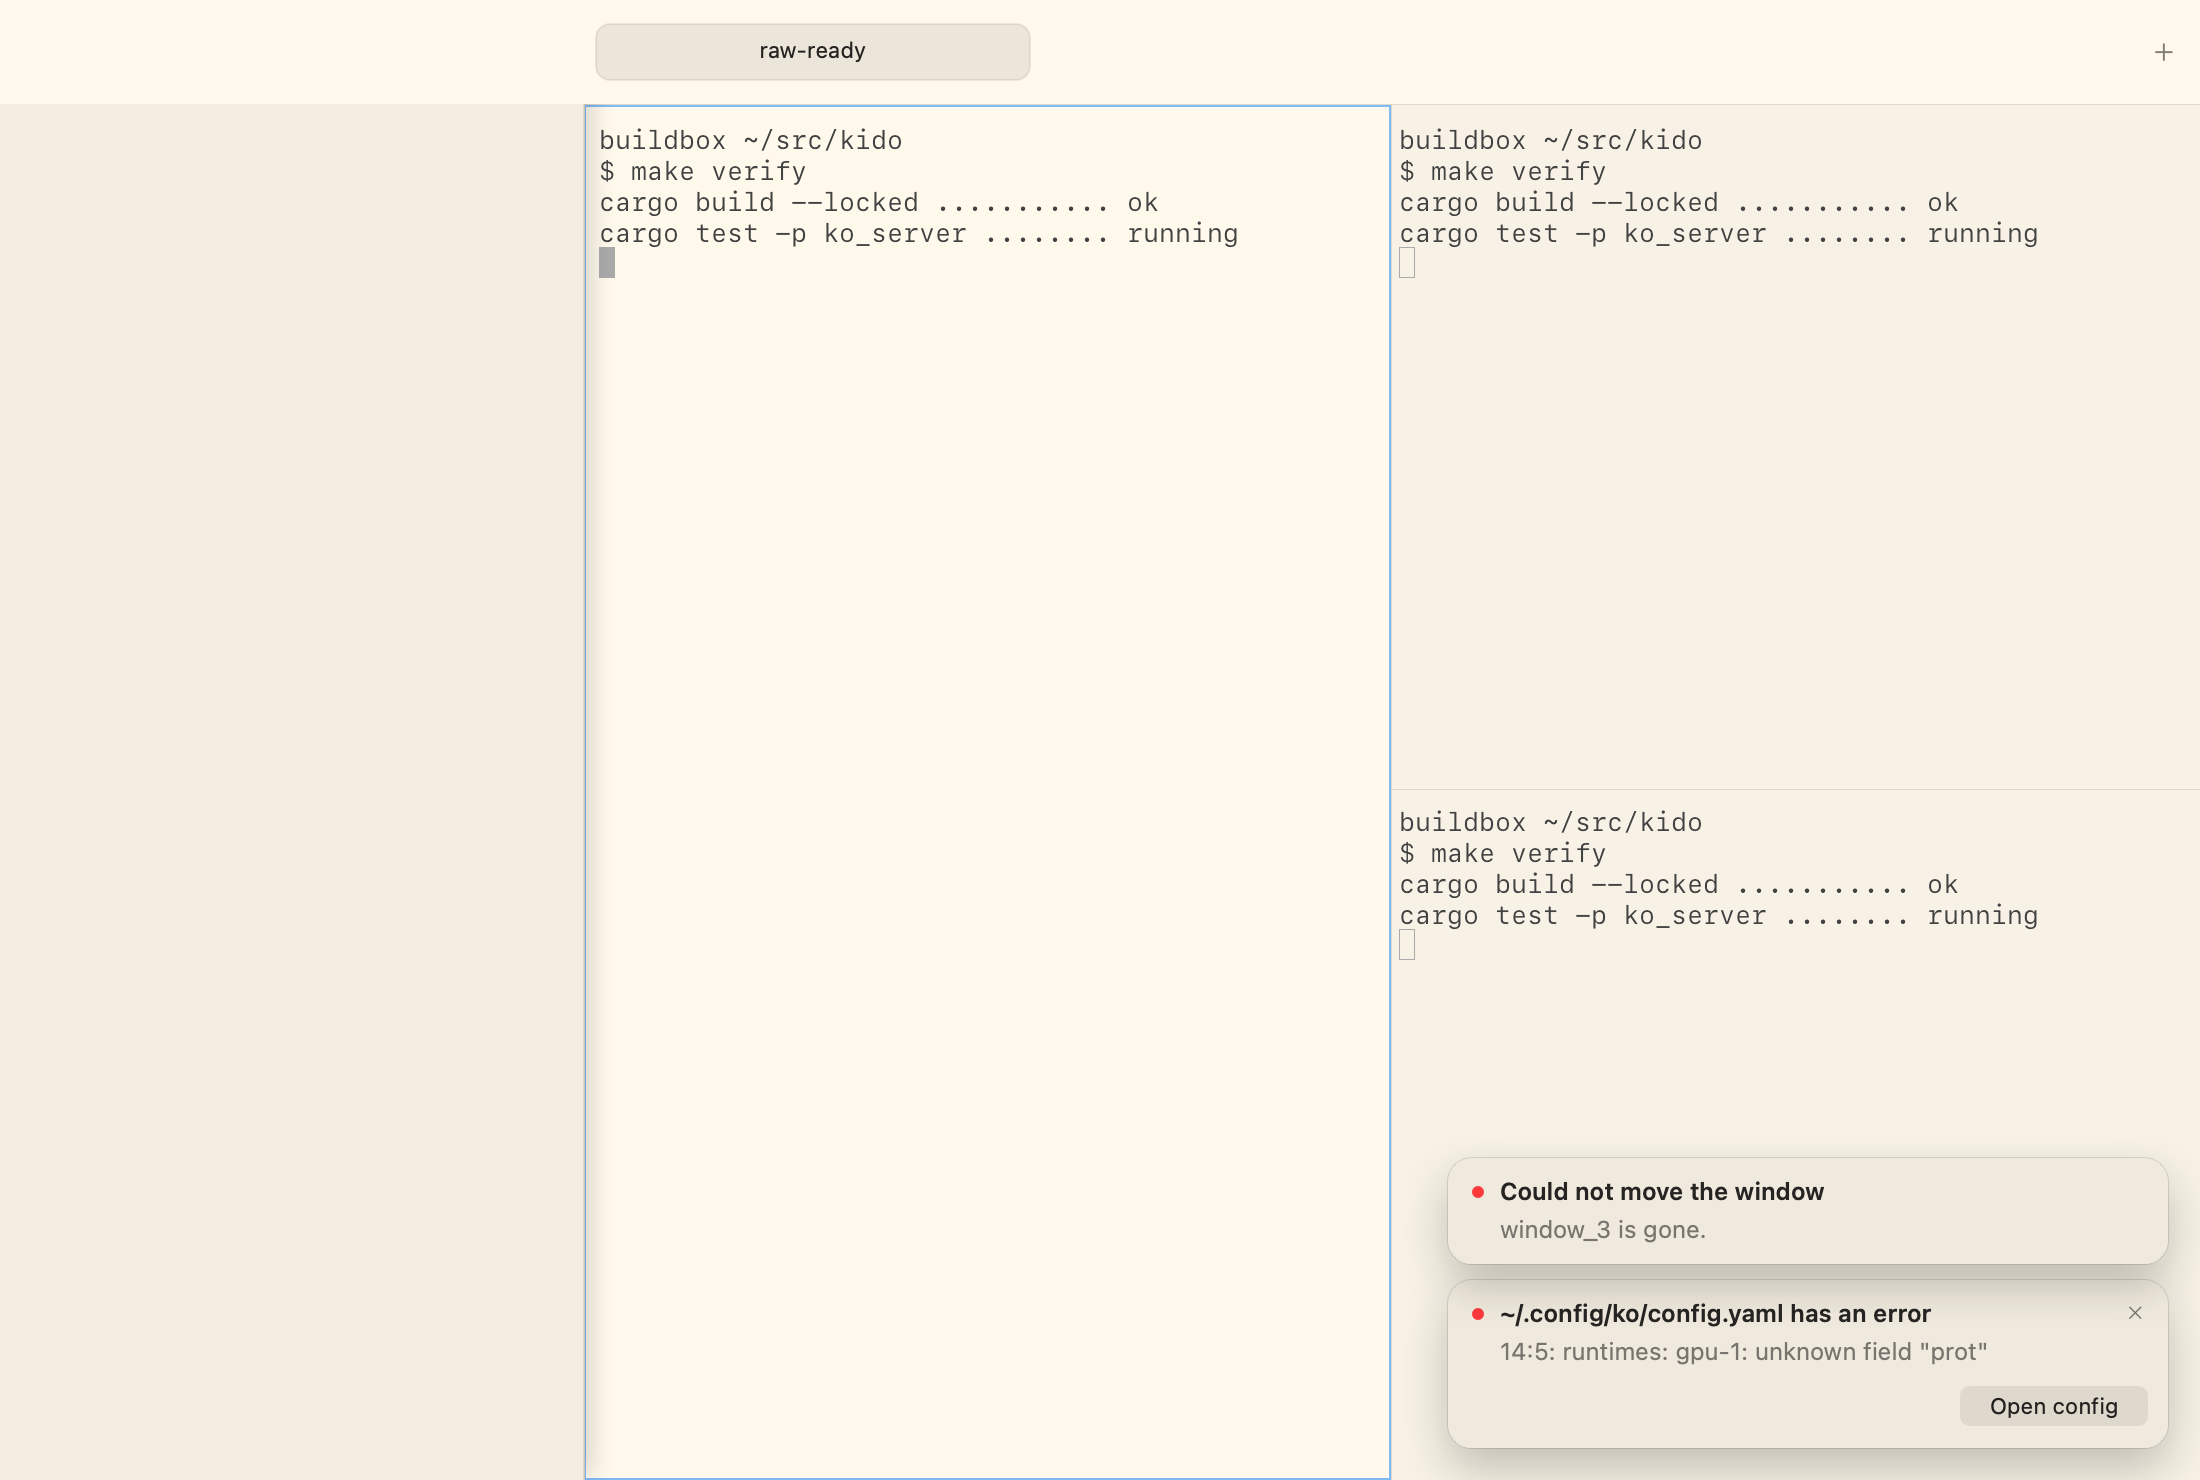 raw-ready
buildbox ~/src/kido
$ make verify
cargo build --locked ........... ok
cargo test -p ko_server ........ running
buildbox ~/src/kido
$ make verify
cargo build --locked ........... ok
cargo test -p ko_server ........ running
buildbox ~/src/kido
$ make verify
cargo build --locked ........... ok
cargo test -p ko_server ........ running
Could not move the window
window_3 is gone.
~/.config/ko/config.yaml has an error
14:5: runtimes: gpu-1: unknown field "prot"
Open config